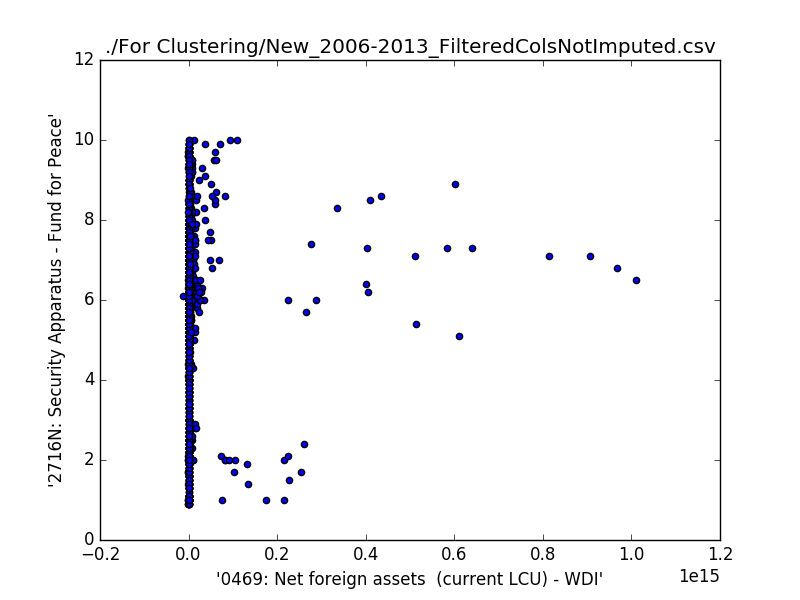 ./For Clustering/New_2006-2013_FilteredColsNotImputed.csv
'2716N: Security Apparatus - Fund for Peace'
12
10
8
6
4
2
0
−0.2 0.0 0.2 0.4 0.6 0.8 1.0 1.2
1e15
'0469: Net foreign assets  (current LCU) - WDI'